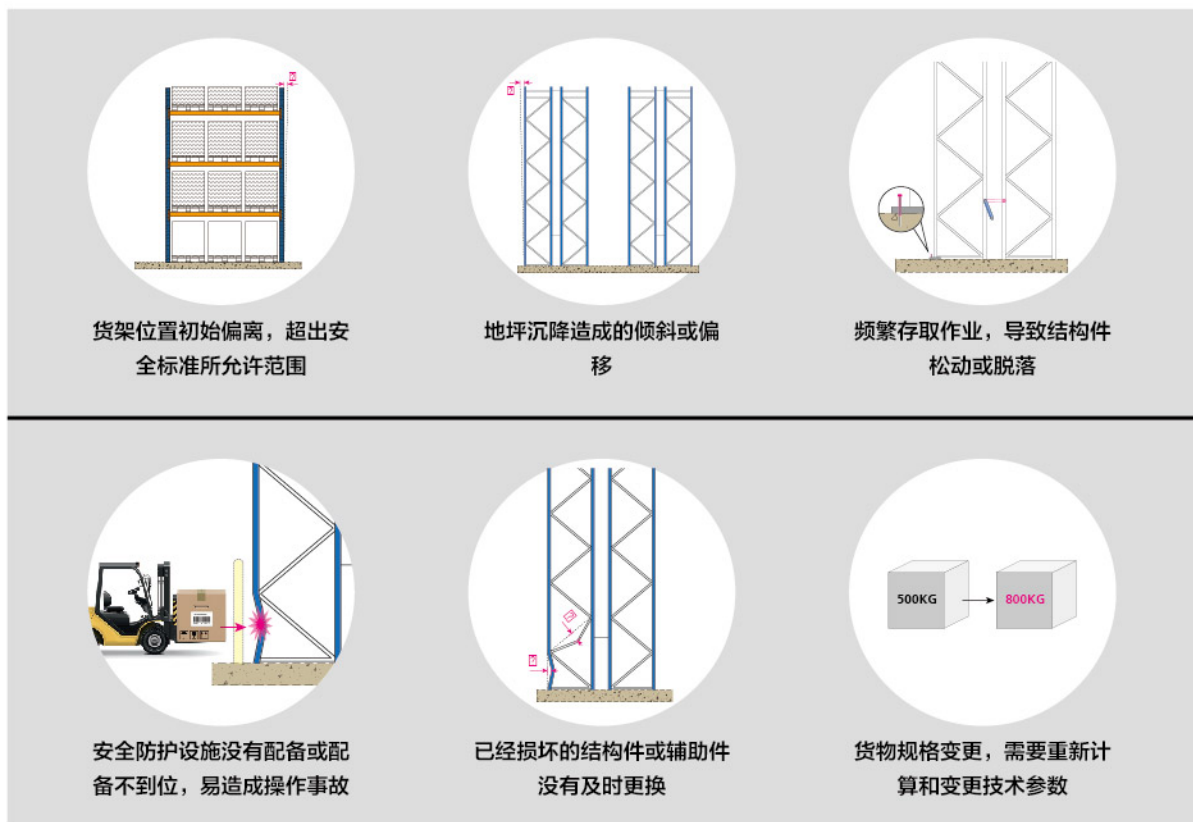 货架位置初始偏离，超出安
全标准所允许范围
地坪沉降造成的倾斜或偏
移
频繁存取作业，导致结构件
松动或脱落
安全防护设施没有配备或配
备不到位，易造成操作事故
已经损坏的结构件或辅助件
没有及时更换
500KG
800KG
货物规格变更，需要重新计
算和变更技术参数